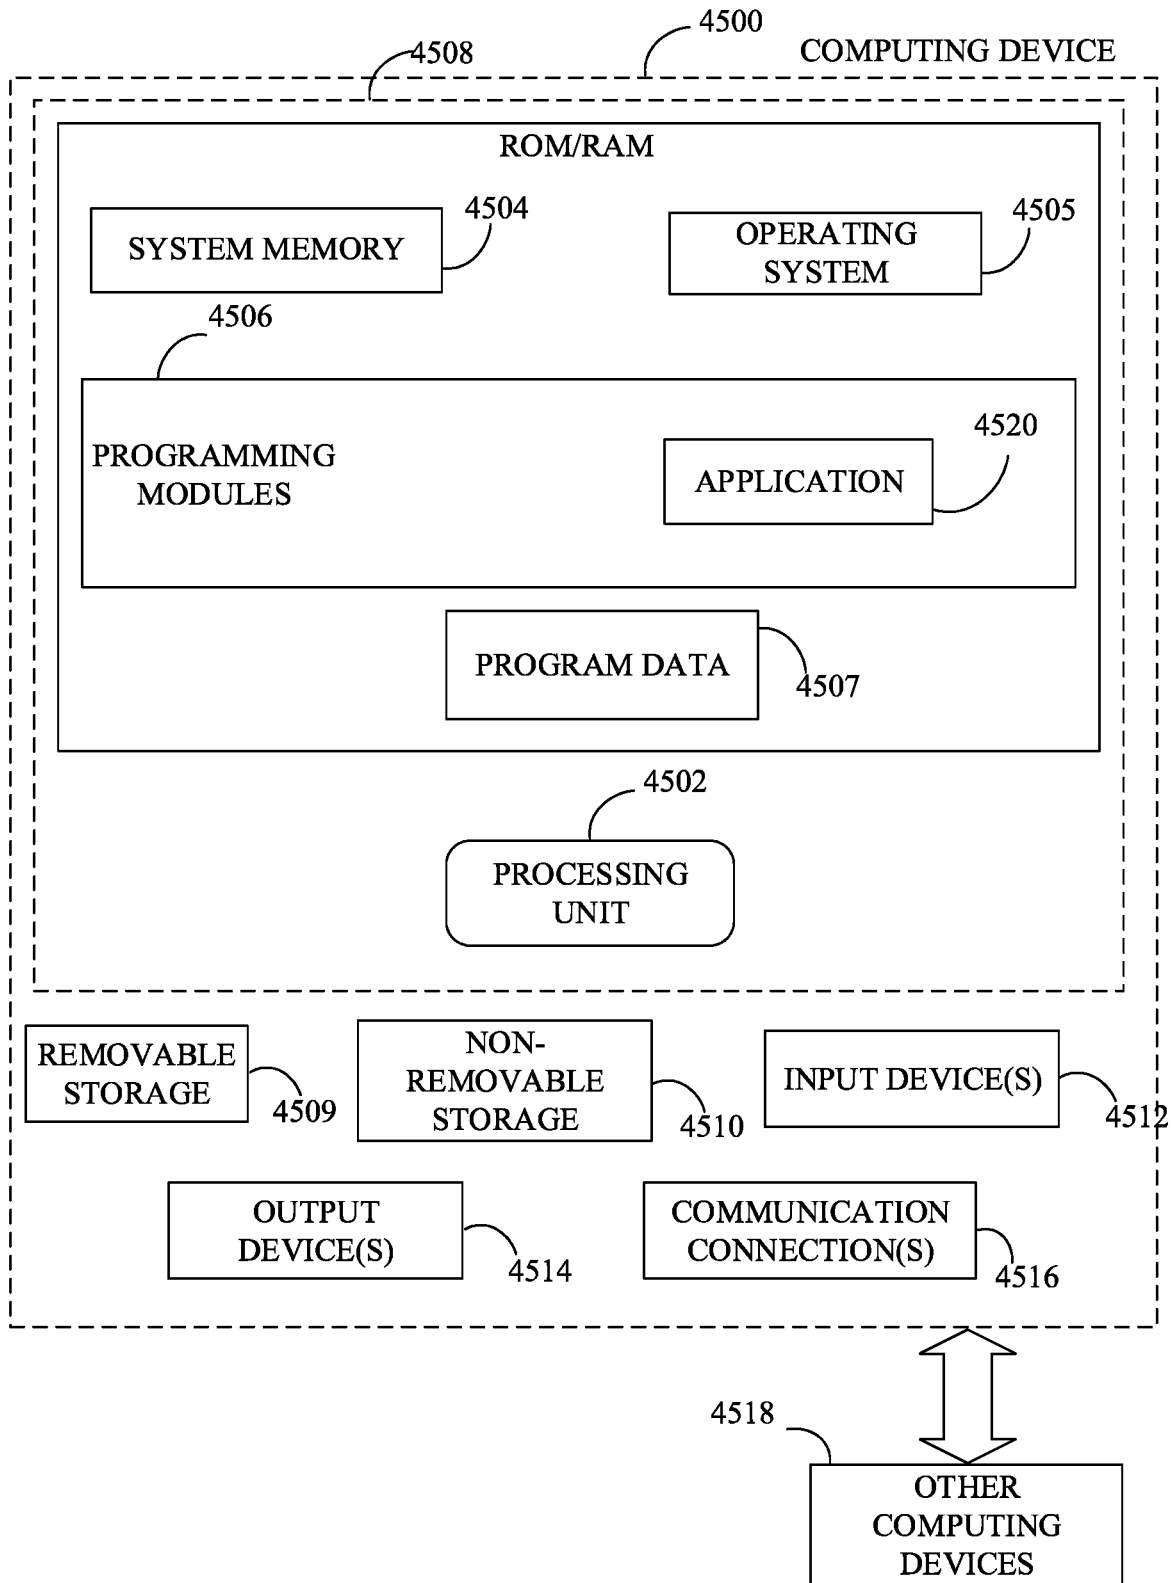 4500
COMPUTING DEVICE
4508
ROM/RAM
4504
SYSTEM MEMORY
4505
OPERATING
SYSTEM
4506
PROGRAMMING
MODULES
4520
APPLICATION
PROGRAM DATA
4507
4502
PROCESSING
UNIT
REMOVABLE
STORAGE
4509
NON-
REMOVABLE
STORAGE
4510
INPUT DEVICE(S)
4512
OUTPUT
DEVICE(S)
4514
COMMUNICATION
CONNECTION(S)
4516
4518
OTHER
COMPUTING
DEVICES